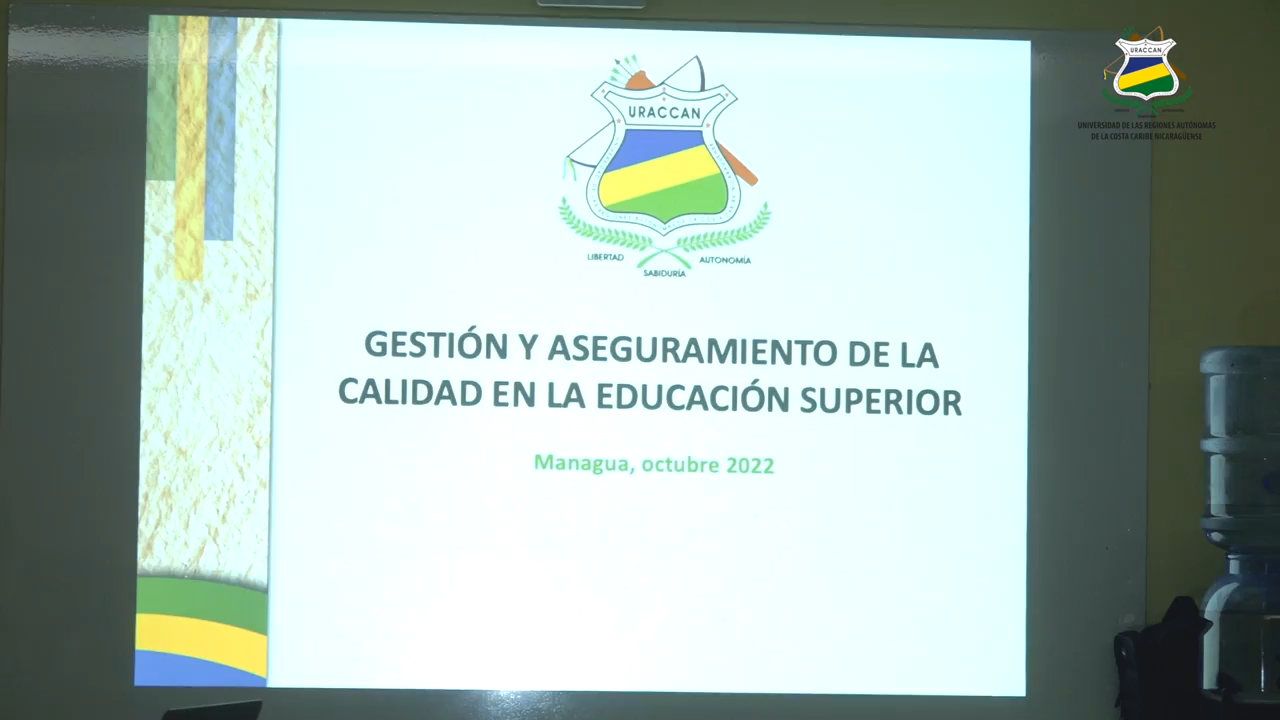 URACCAN
LIBERTAD
SABIDURÍA
AUTONOMÍA
GESTIÓN Y ASEGURAMIENTO DE LA
CALIDAD EN LA EDUCACIÓN SUPERIOR
Managua, octubre 2022
URACCAN
UNIVERSIDAD DE LAS REGIONES AUTÓNOMAS
DE LA COSTA CARIBE NICARAGÜENSE